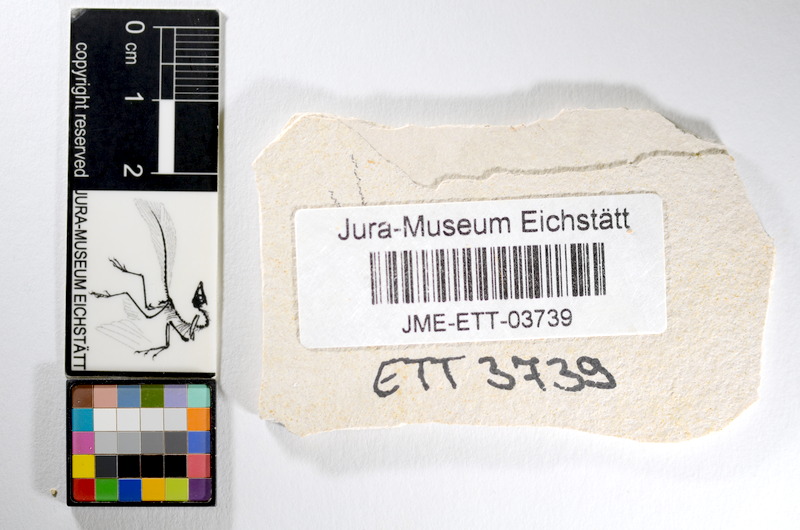 0
cm
1
2
copyright reserved
JURA-MUSEUM EICHSTÄTT
Jura-Museum Eichstätt
JME-ETT-03739
ETT 3739